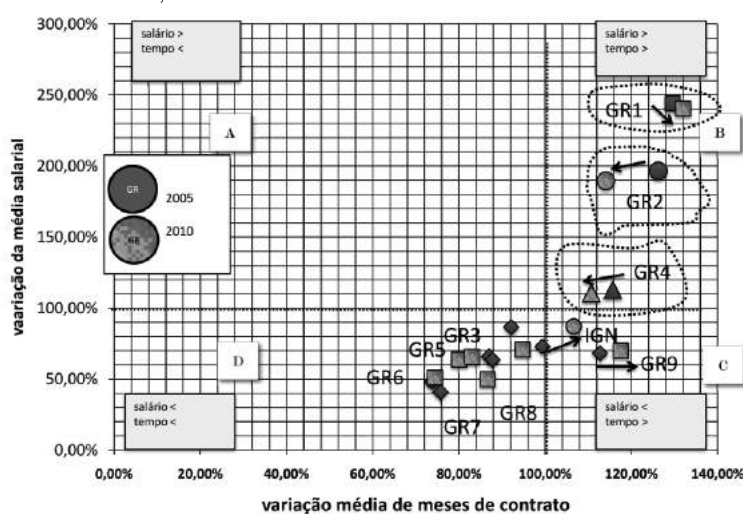 300,00%
250,00%
200,00%
150,00%
100,00%
50,00%
0,00%
vaariação da média salarial
salário >
tempo <
salário >
tempo >
A
B
GR1
GR
2005
2010
GR
GR2
GR4
D
GR3
GR5
IGN
C
GR6
GR9
GR8
GR7
salário <
tempo <
salário <
tempo >
0,00% 20,00% 40,00% 60,00% 80,00% 100,00% 120,00% 140,00%
variação média de meses de contrato